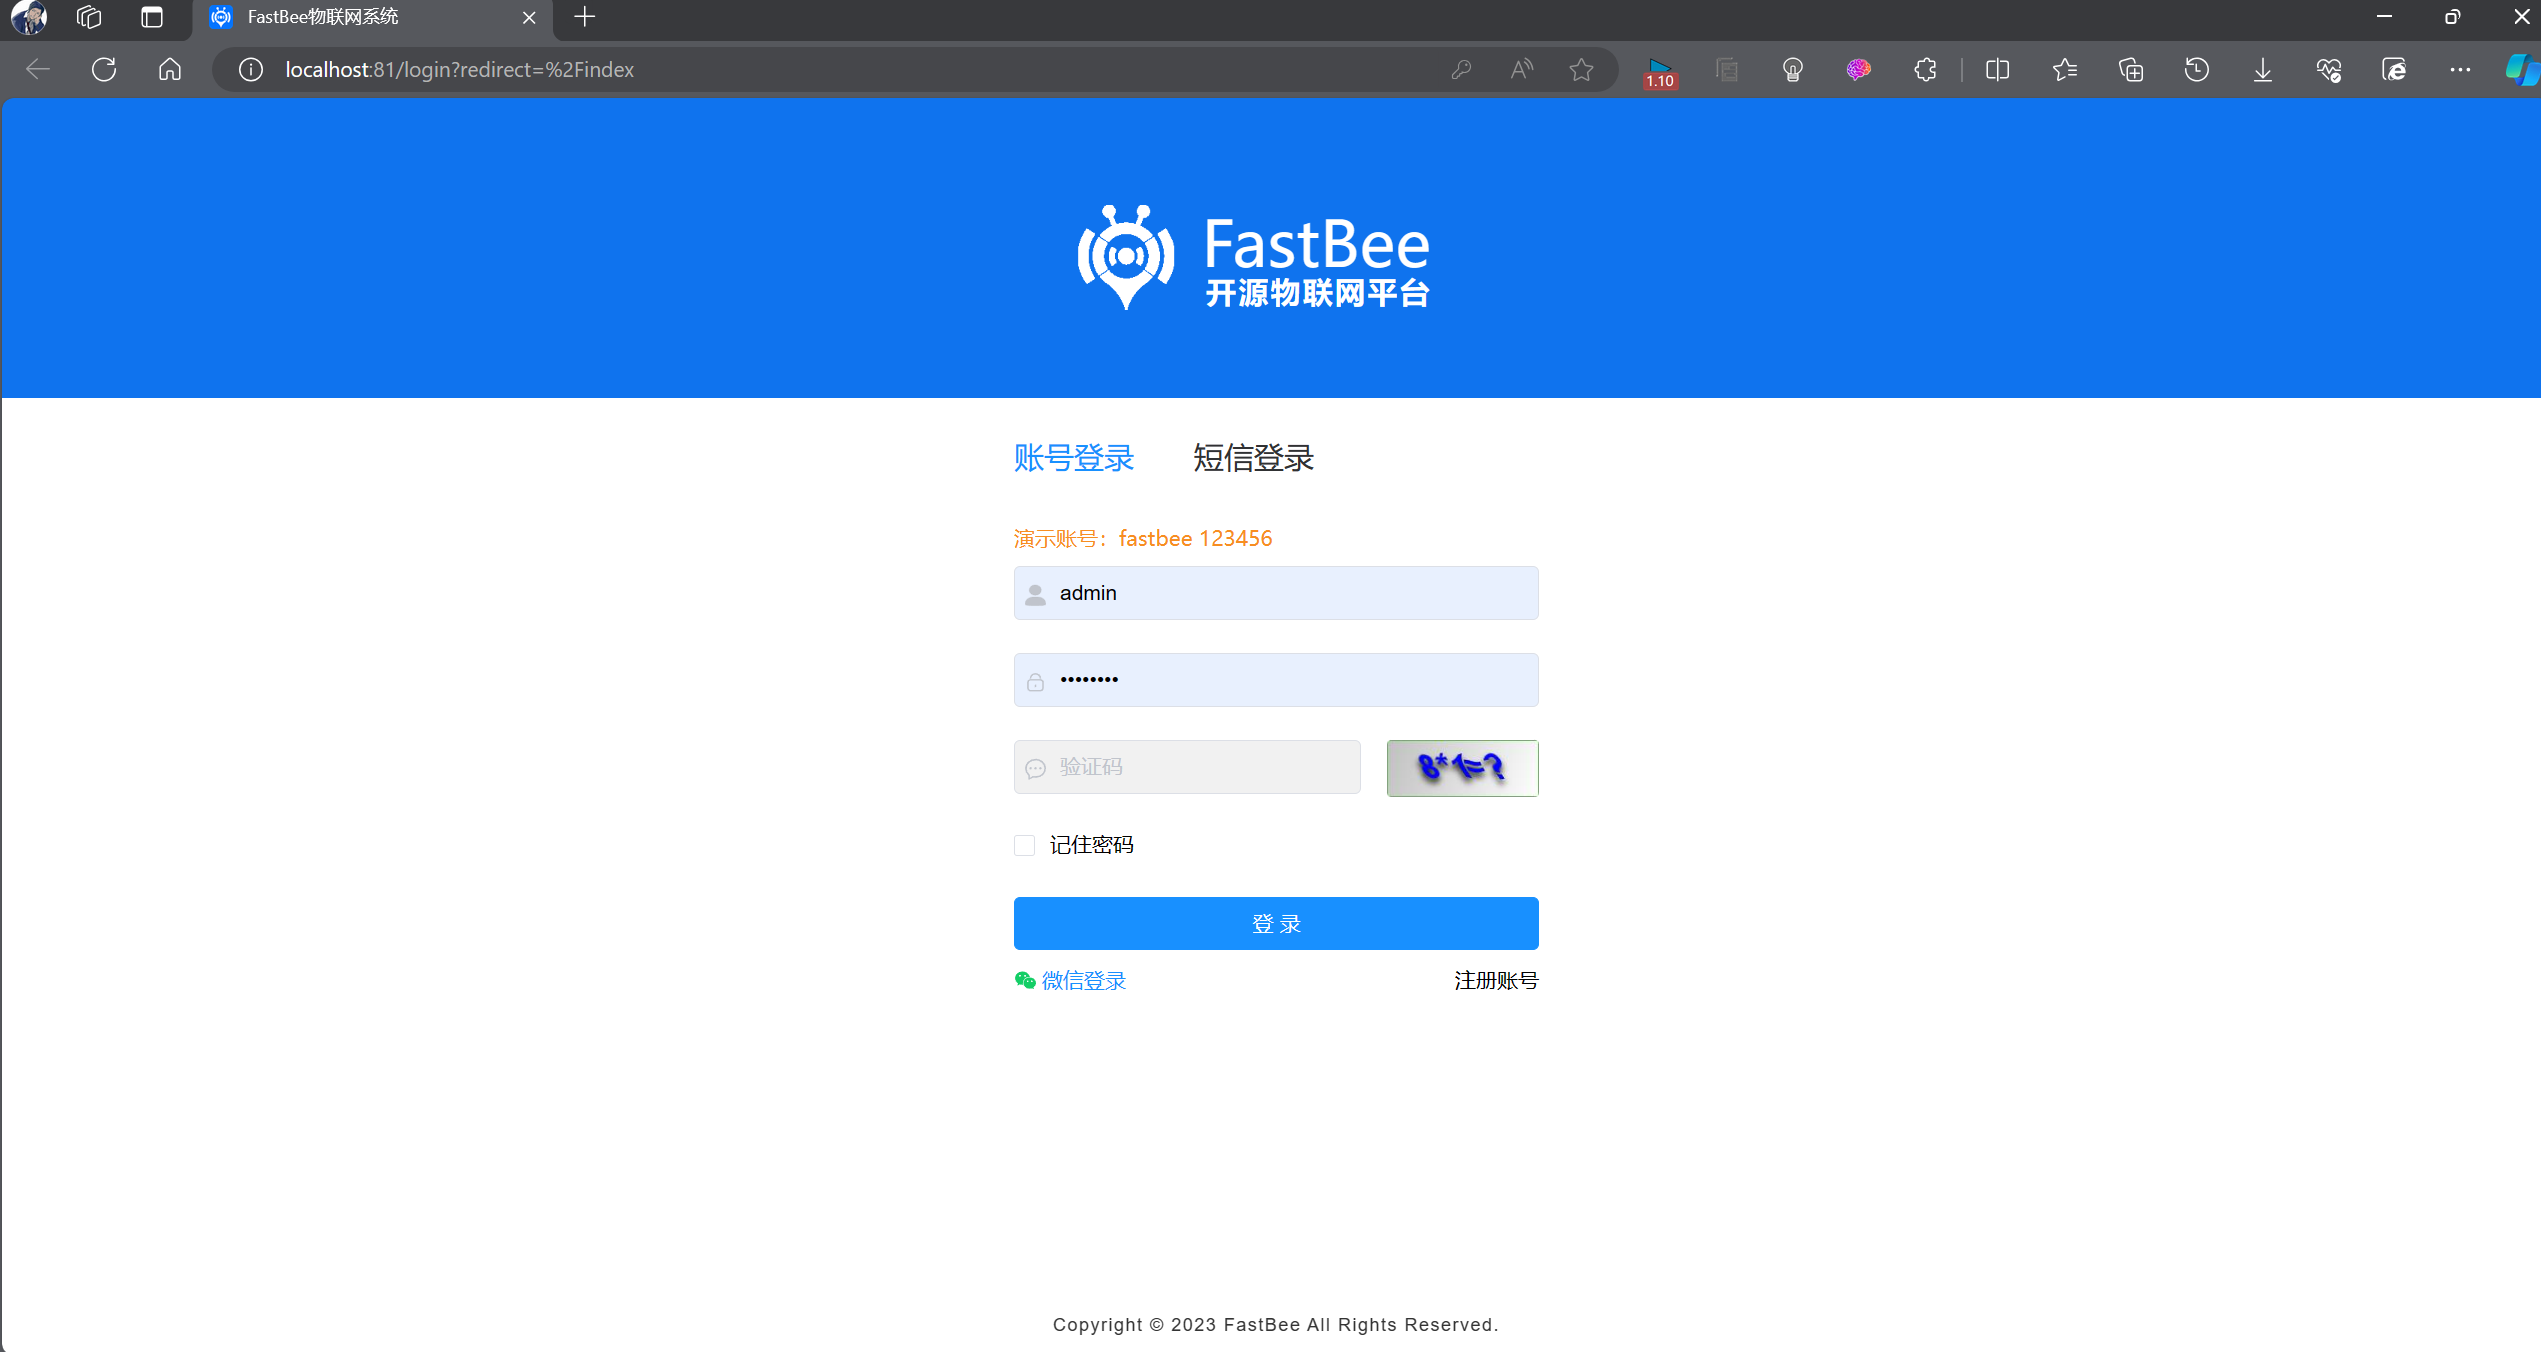 FastBee物联网系统
localhost:81/login?redirect=%2Findex
1.10
FastBee
开源物联网平台
账号登录 短信登录
演示账号：fastbee 123456
admin
••••••••
验证码 8*1=?
记住密码
登 录
微信登录 注册账号
Copyright © 2023 FastBee All Rights Reserved.